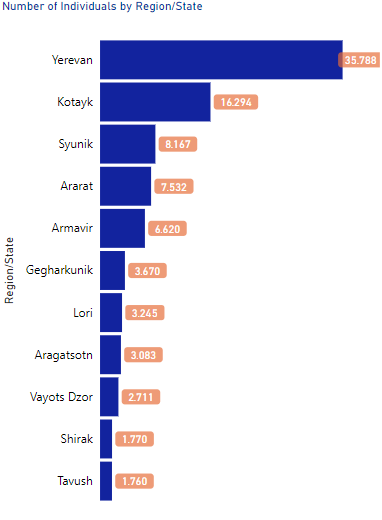 Number of Individuals by Region/State
Region/State
Yerevan 35.788
Kotayk 16.294
Syunik 8.167
Ararat 7.532
Armavir 6.620
Gegharkunik 3.670
Lori 3.245
Aragatsotn 3.083
Vayots Dzor 2.711
Shirak 1.770
Tavush 1.760